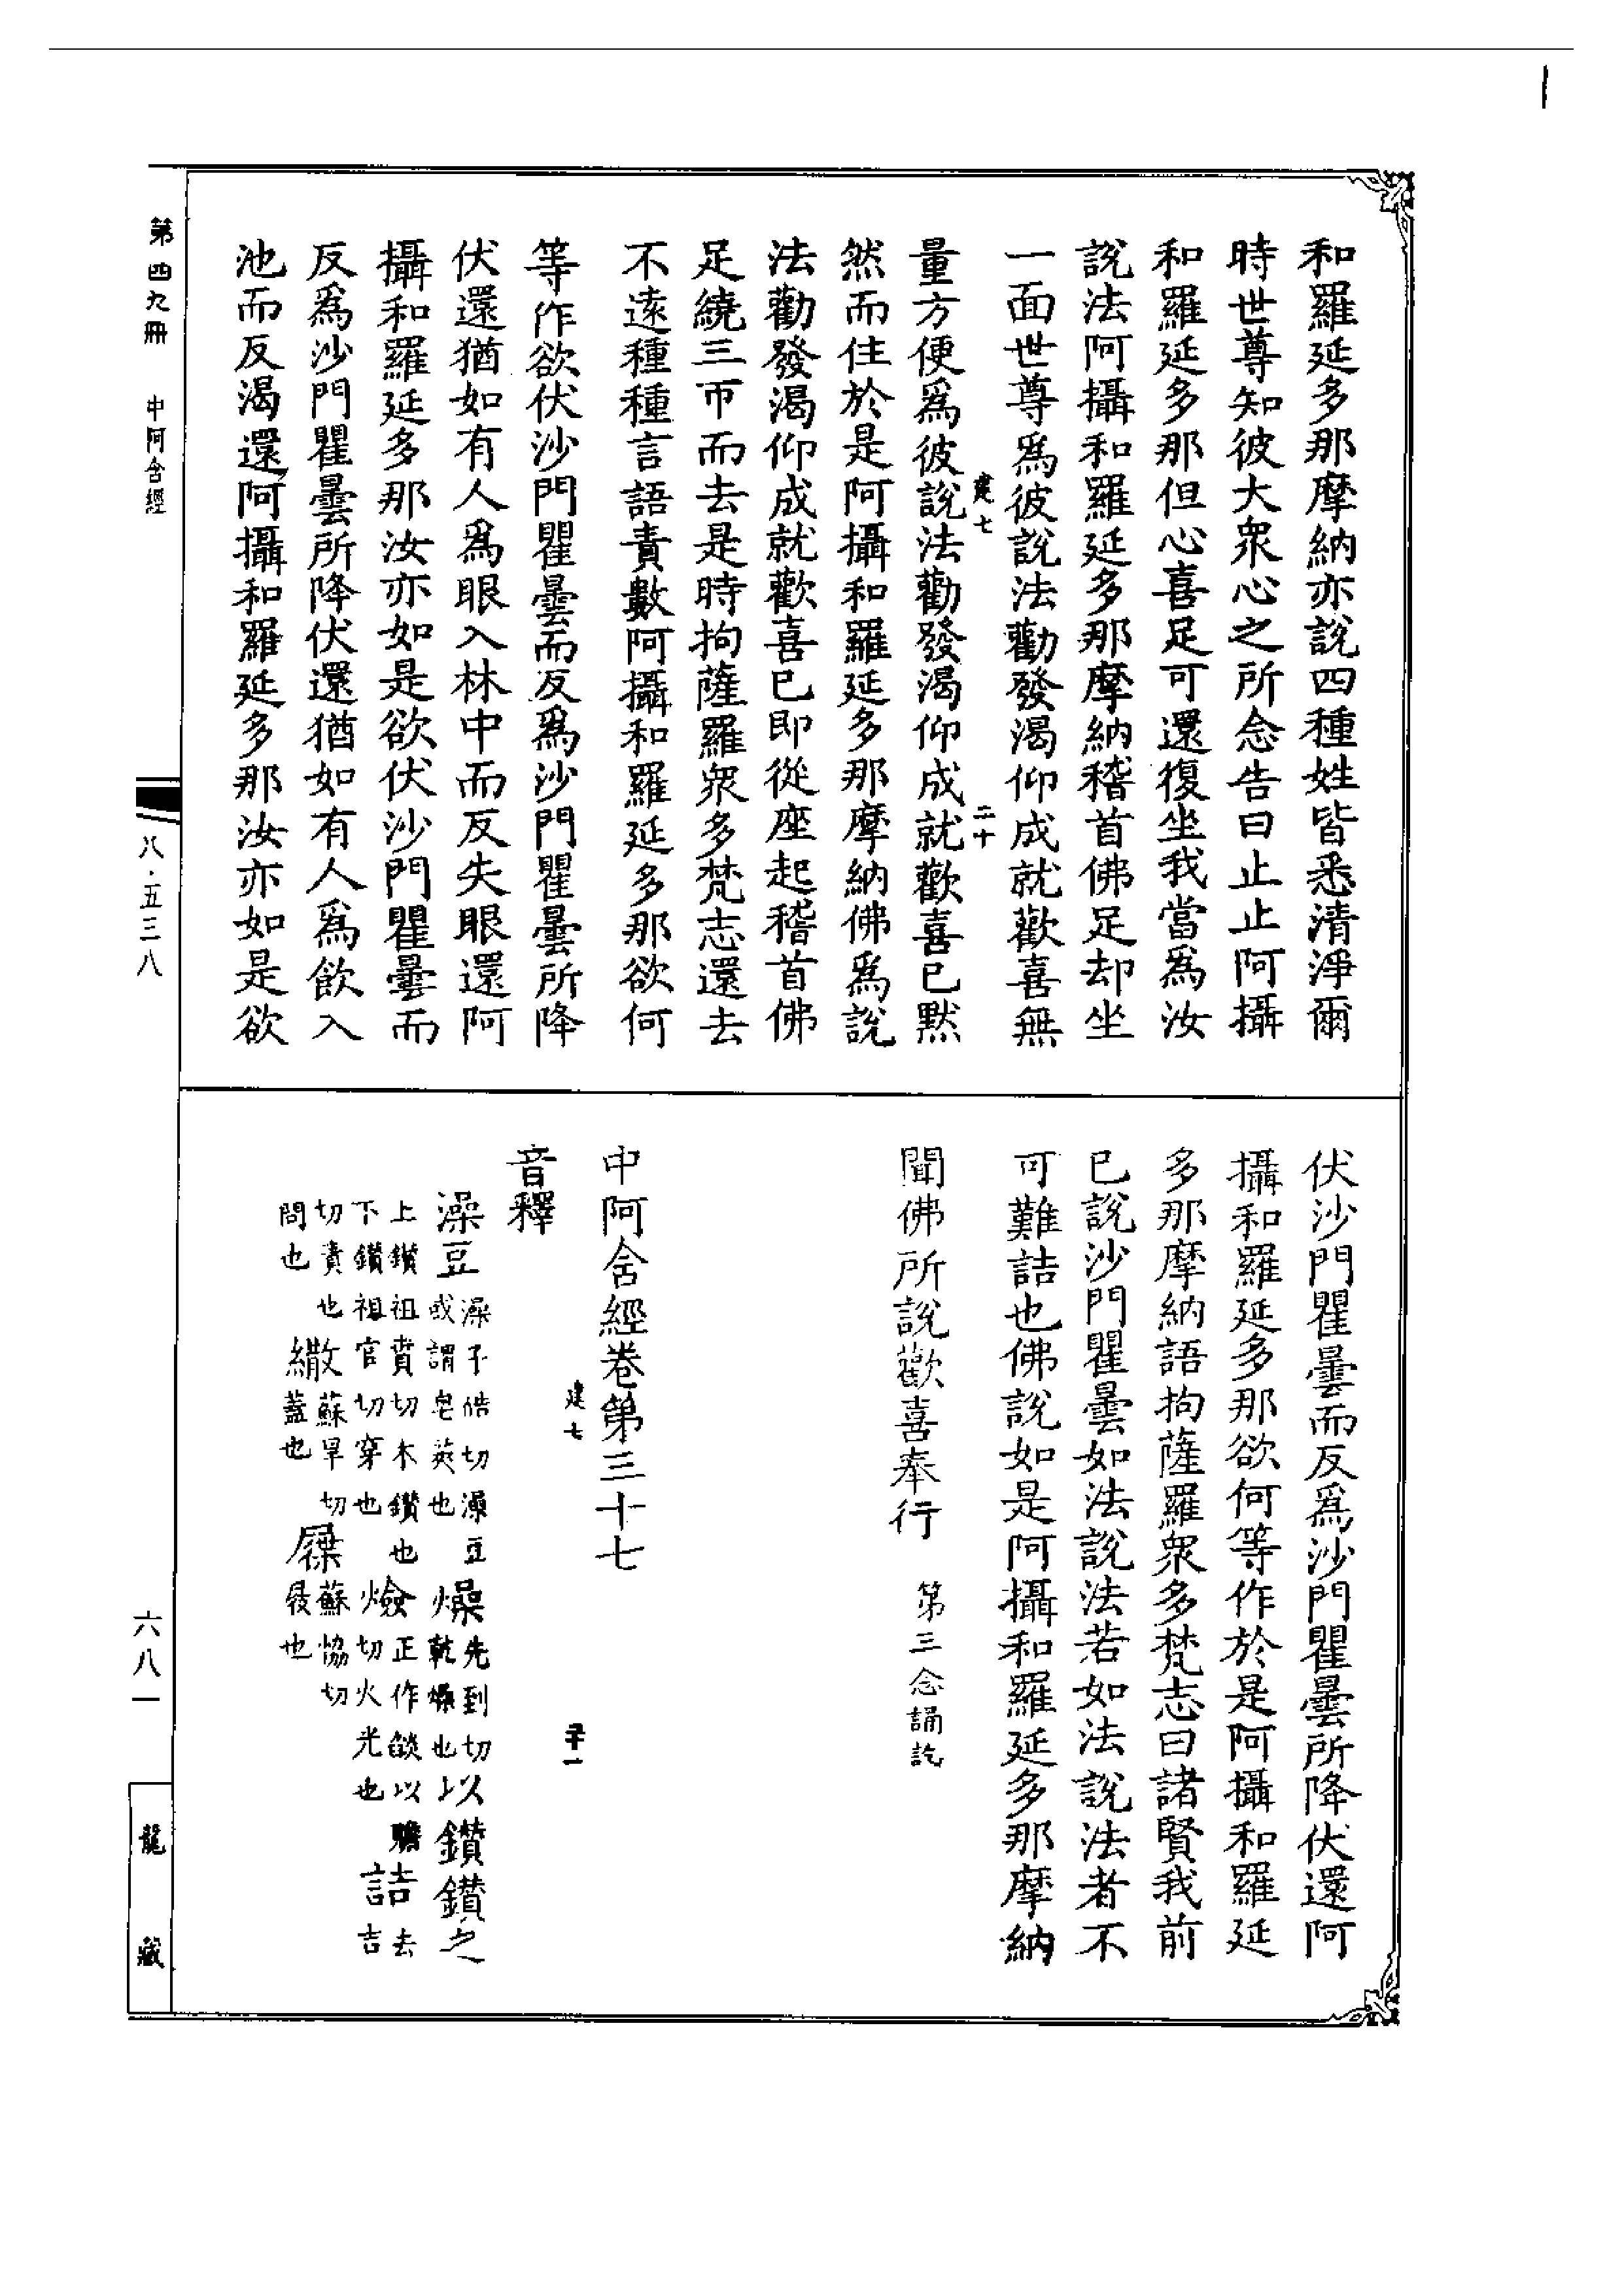 和羅延多那摩納亦說四種姓皆悉清淨爾
時世尊知彼大衆心之所念告曰止止阿攝
和羅延多那但心喜足可還復坐我當爲汝
說法阿攝和羅延多那摩納稽首佛足却坐
一面世尊爲彼說法勸發渴仰成就歡喜無
建七 二十
量方便爲彼說法勸發渴仰成就歡喜已默
然而住於是阿攝和羅延多那摩納佛爲說
法勸發渴仰成就歡喜已即從座起稽首佛
足繞三帀而去是時拘薩羅衆多梵志還去
不遠種種言語責數阿攝和羅延多那欲何
等作欲伏沙門瞿曇而反爲沙門瞿曇所降
伏還猶如有人爲眼入林中而反失眼還阿
攝和羅延多那汝亦如是欲伏沙門瞿曇而
反爲沙門瞿曇所降伏還猶如有人爲飲入
池而反渴還阿攝和羅延多那汝亦如是欲
伏沙門瞿曇而反爲沙門瞿曇所降伏還阿
攝和羅延多那欲何等作於是阿攝和羅延
多那摩納語拘薩羅衆多梵志曰諸賢我前
已說沙門瞿曇如法說法若如法說法者不
可難詰也佛說如是阿攝和羅延多那摩納
聞佛所說歡喜奉行 第三念誦訖
中阿含經卷第三十七
建七 二十一
音釋
澡豆 澡子皓切澡豆或謂皂莢也 燥 先到切乾燥也 以鑽鑽之
上鑽祖賁切木鑽也下鑽祖官切穿也 焱 正作燄以贍切火光也 詰 去吉
切責也問也 繖 蘇旱切蓋也 屧 蘇協切屐也
第四九冊 中阿含經
八·五三八
六八一
龍藏